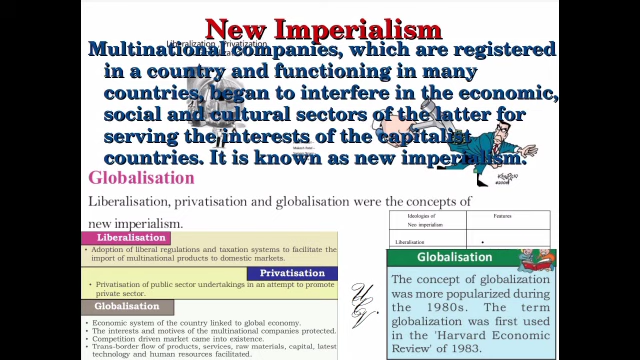 New Imperialism
Liberalization, Privatization
Multinational companies, which are registered
in a country and functioning in many
countries, began to interfere in the economic,
social and cultural sectors of the latter for
serving the interests of the capitalist
countries. It is known as new imperialism.
Globalisation
Liberalisation, privatisation and globalisation were the concepts of
new imperialism.
Liberalisation
• Adoption of liberal regulations and taxation systems to facilitate the
import of multinational products to domestic markets.
Privatisation
• Privatisation of public sector undertakings in an attempt to promote
private sector.
Globalisation
• Economic system of the country linked to global economy.
• The interests and motives of the multinational companies protected.
• Competition driven market came into existence.
• Trans-border flow of products, services, raw materials, capital, latest
technology and human resources facilitated.
Ideologies of
Neo imperialism
Features
Liberalisation
•
Globalisation
The concept of globalization
was more popularized during
the 1980s. The term
globalization was first used
in the 'Harvard Economic
Review' of 1983.